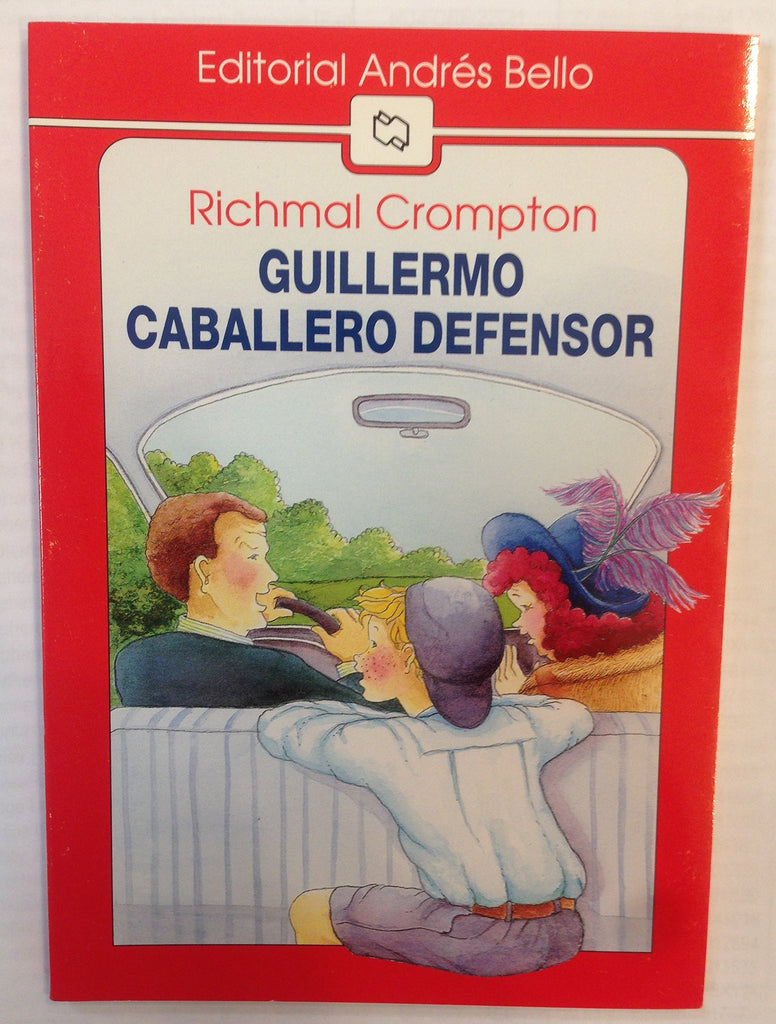 Editorial Andrés Bello
Richmal Crompton
GUILLERMO
CABALLERO DEFENSOR